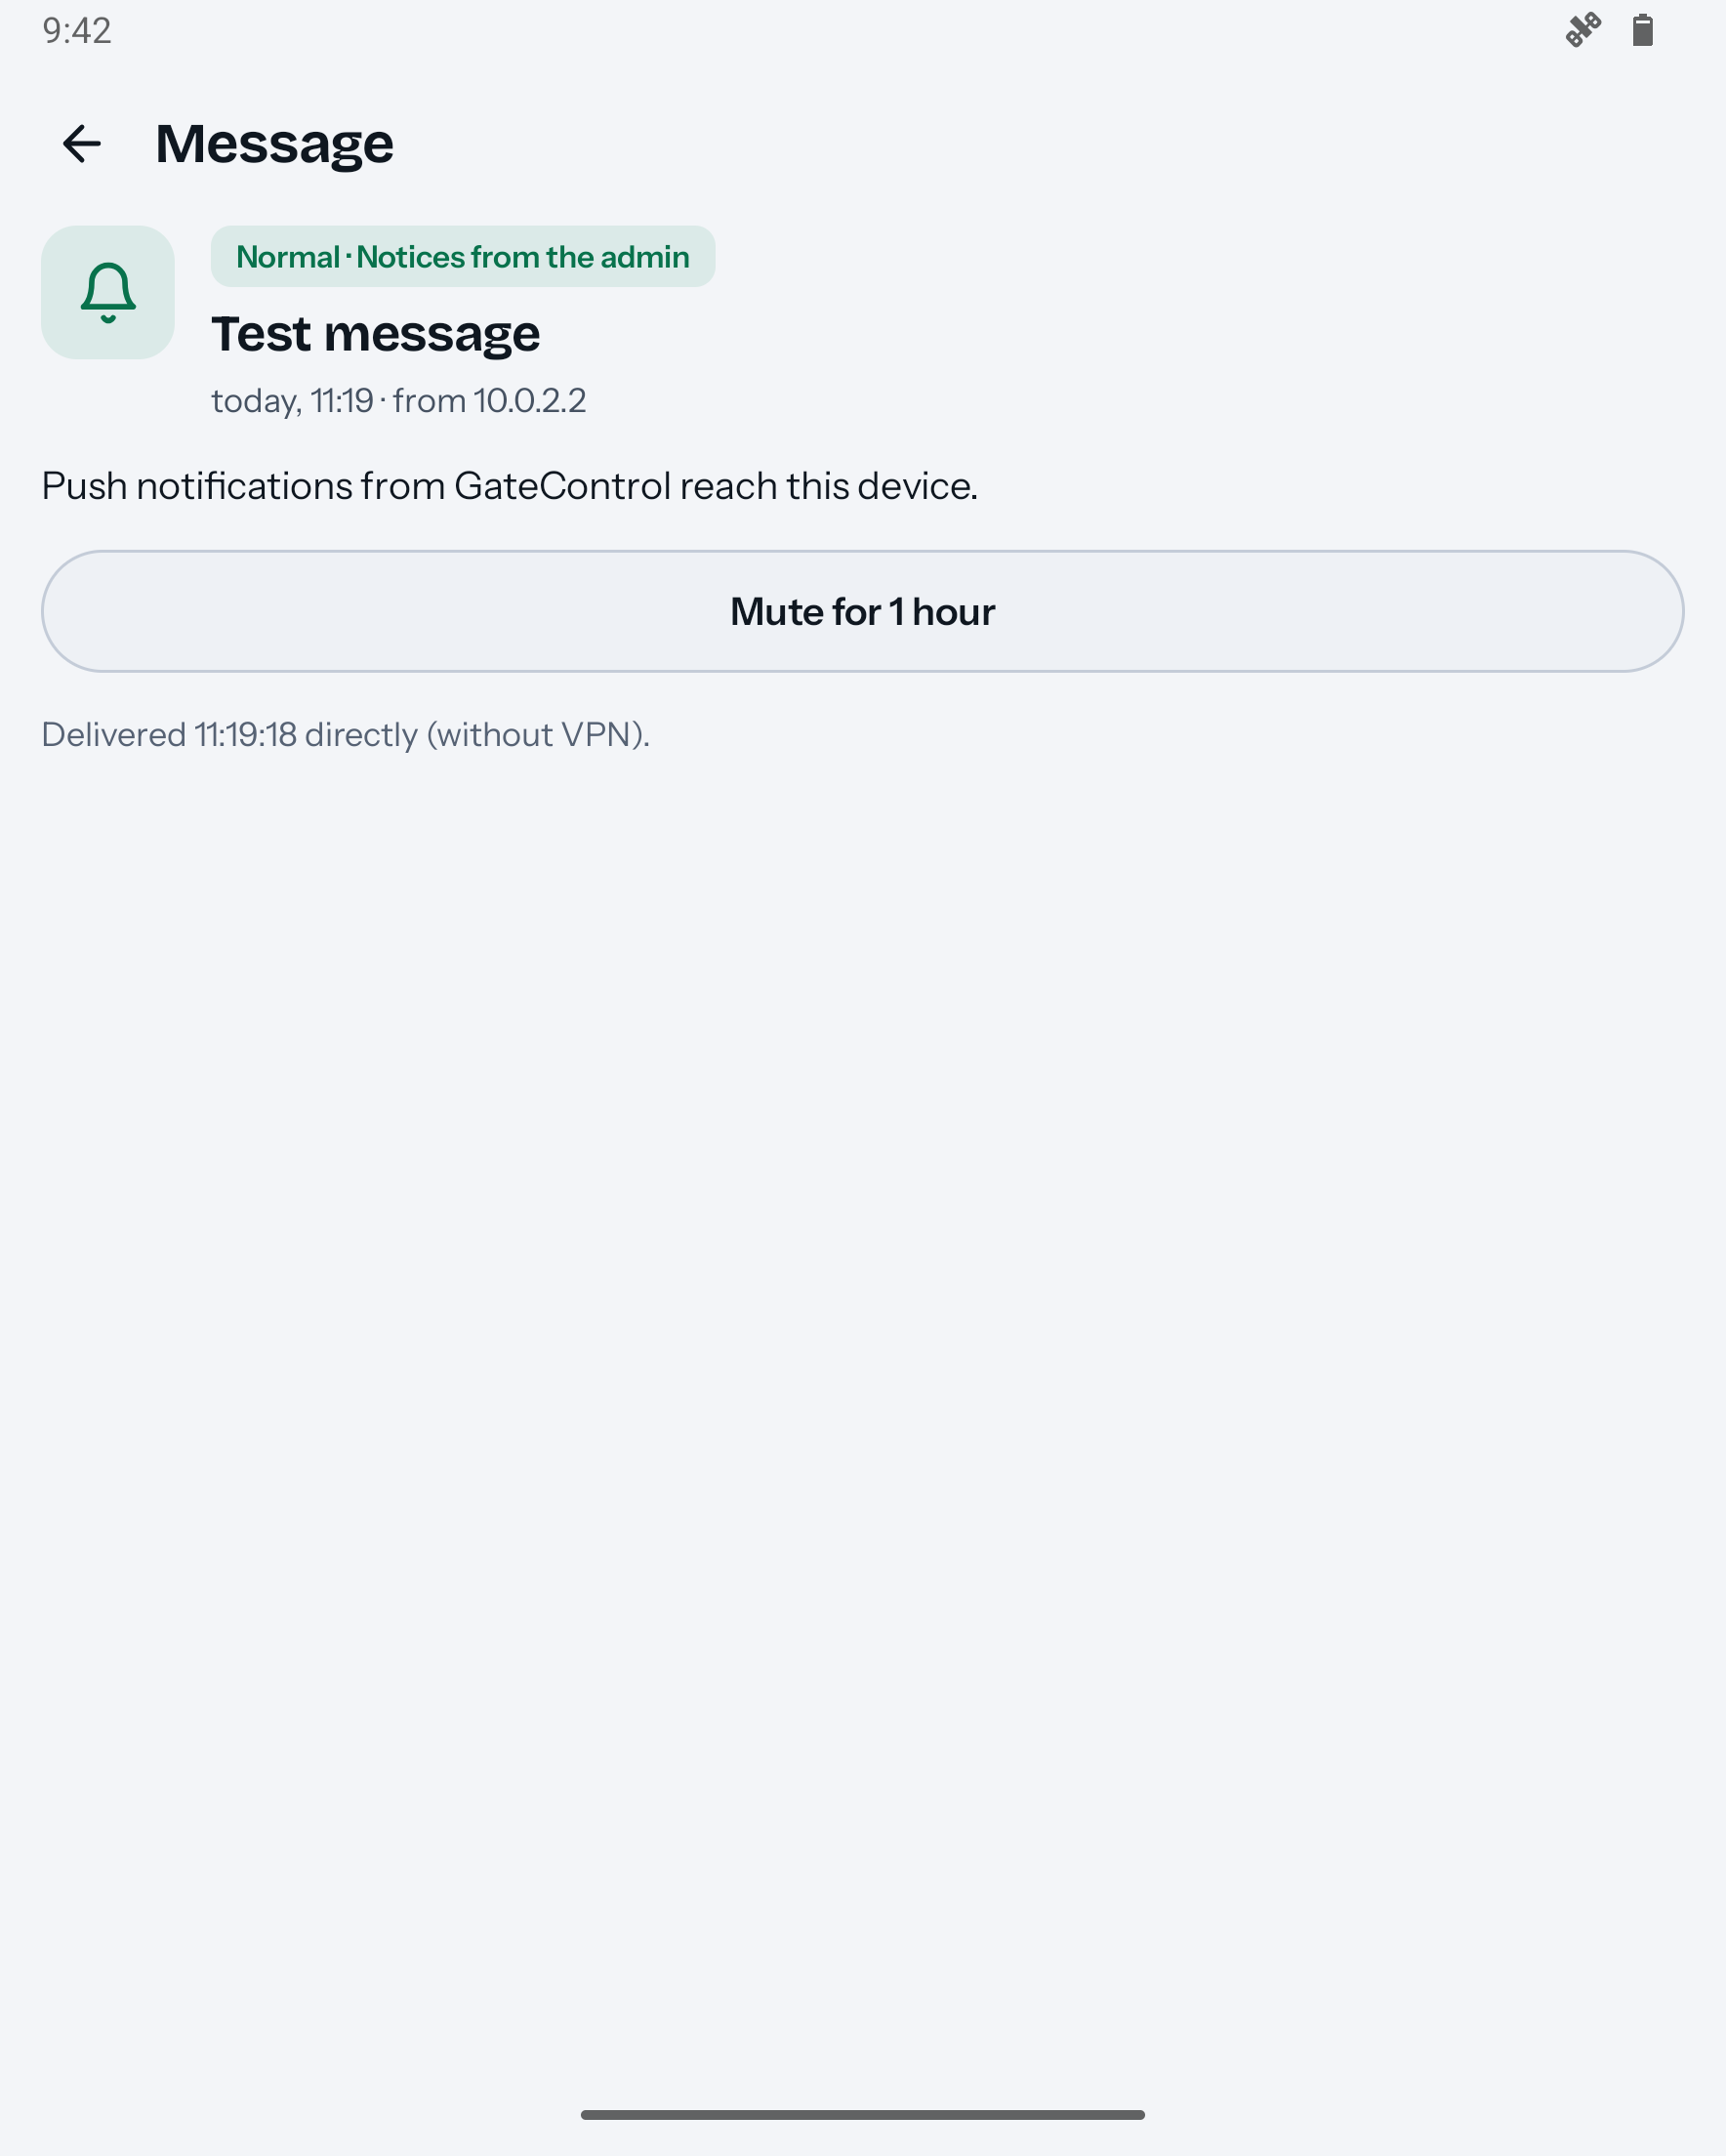 9:42
Message
Normal · Notices from the admin
Test message
today, 11:19 · from 10.0.2.2
Push notifications from GateControl reach this device.
Mute for 1 hour
Delivered 11:19:18 directly (without VPN).